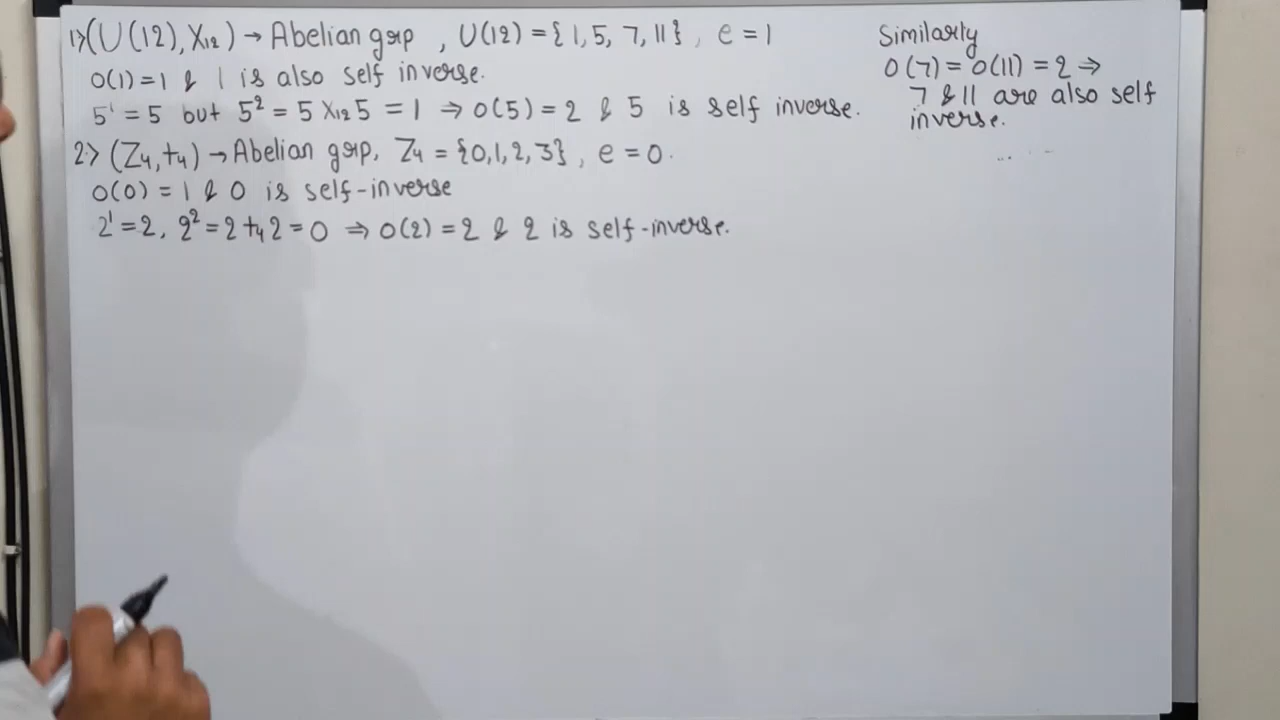 1) (U(12), X₁₂) → Abelian grp , U(12) = {1, 5, 7, 11} , e = 1
O(1) = 1 & 1 is also self inverse.
5¹ = 5 but 5² = 5 X₁₂ 5 = 1 ⇒ O(5) = 2 & 5 is self inverse.
Similarly
O(7) = O(11) = 2 ⇒
7 & 11 are also self
inverse.
2) (Z₄, +₄) → Abelian grp, Z₄ = {0, 1, 2, 3} , e = 0.
O(0) = 1 & 0 is self-inverse
2¹ = 2, 2² = 2 +₄ 2 = 0 ⇒ O(2) = 2 & 2 is self-inverse.